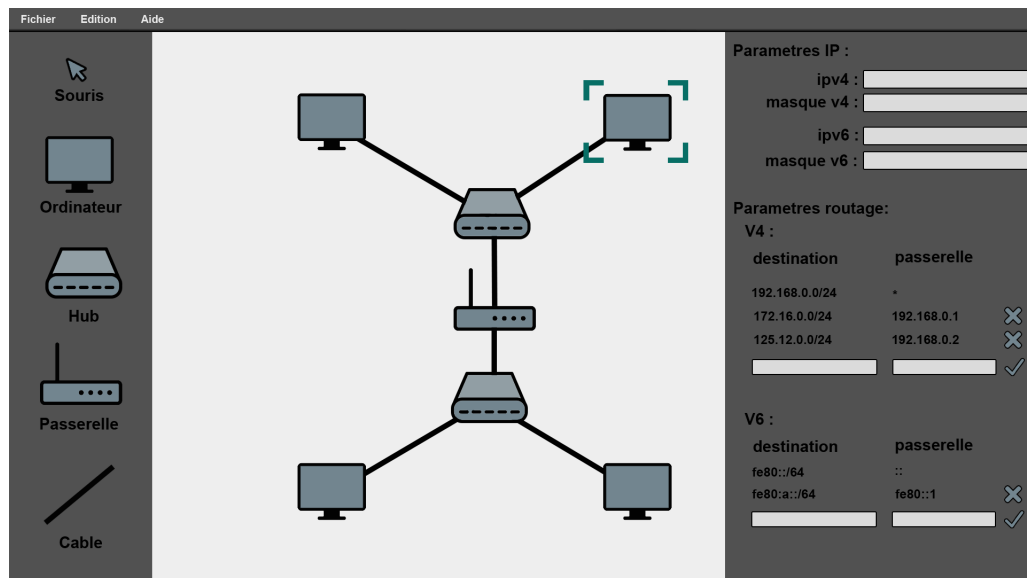 Fichier Edition Aide
Souris
Ordinateur
Hub
Passerelle
Cable
Parametres IP :
ipv4 :
masque v4 :
ipv6 :
masque v6 :
Parametres routage:
V4 :
destination passerelle
192.168.0.0/24 *
172.16.0.0/24 192.168.0.1
125.12.0.0/24 192.168.0.2
V6 :
destination passerelle
fe80::/64 ::
fe80:a::/64 fe80::1